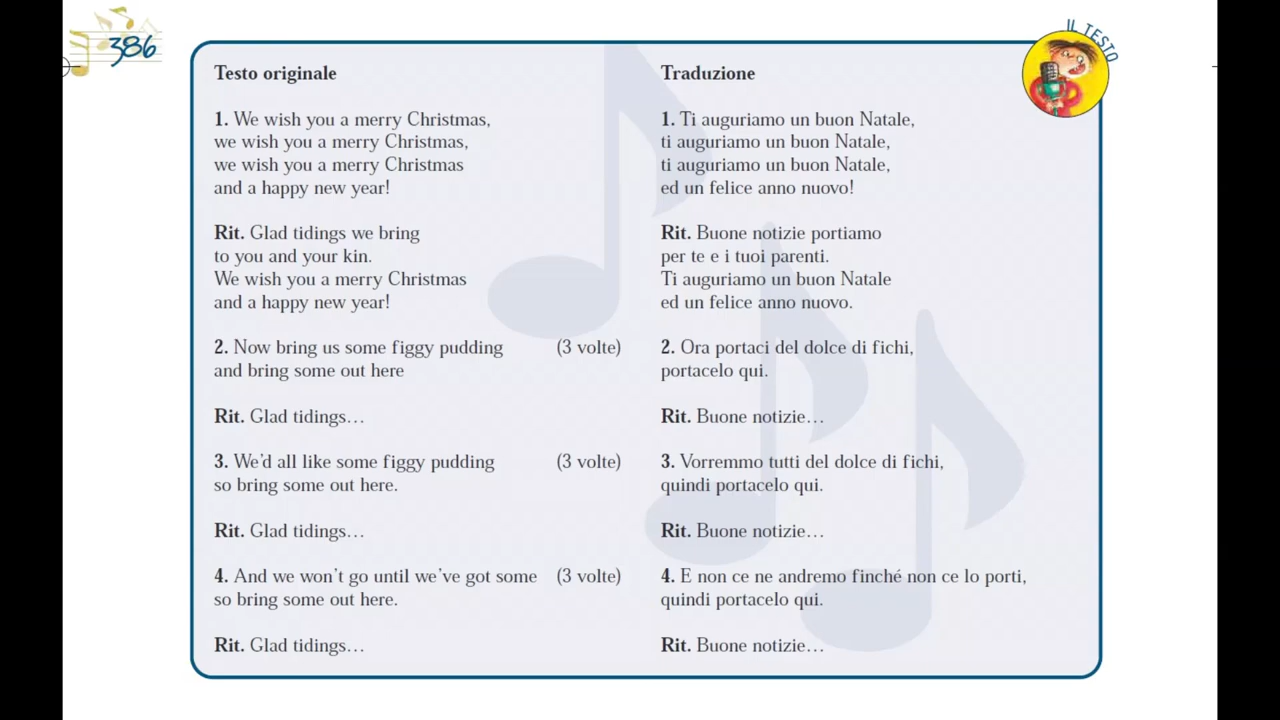 386
IL TESTO
Testo originale
1. We wish you a merry Christmas,
we wish you a merry Christmas,
we wish you a merry Christmas
and a happy new year!
Rit. Glad tidings we bring
to you and your kin.
We wish you a merry Christmas
and a happy new year!
2. Now bring us some figgy pudding (3 volte)
and bring some out here
Rit. Glad tidings…
3. We’d all like some figgy pudding (3 volte)
so bring some out here.
Rit. Glad tidings…
4. And we won’t go until we’ve got some (3 volte)
so bring some out here.
Rit. Glad tidings…
Traduzione
1. Ti auguriamo un buon Natale,
ti auguriamo un buon Natale,
ti auguriamo un buon Natale,
ed un felice anno nuovo!
Rit. Buone notizie portiamo
per te e i tuoi parenti.
Ti auguriamo un buon Natale
ed un felice anno nuovo.
2. Ora portaci del dolce di fichi,
portacelo qui.
Rit. Buone notizie…
3. Vorremmo tutti del dolce di fichi,
quindi portacelo qui.
Rit. Buone notizie…
4. E non ce ne andremo finché non ce lo porti,
quindi portacelo qui.
Rit. Buone notizie…